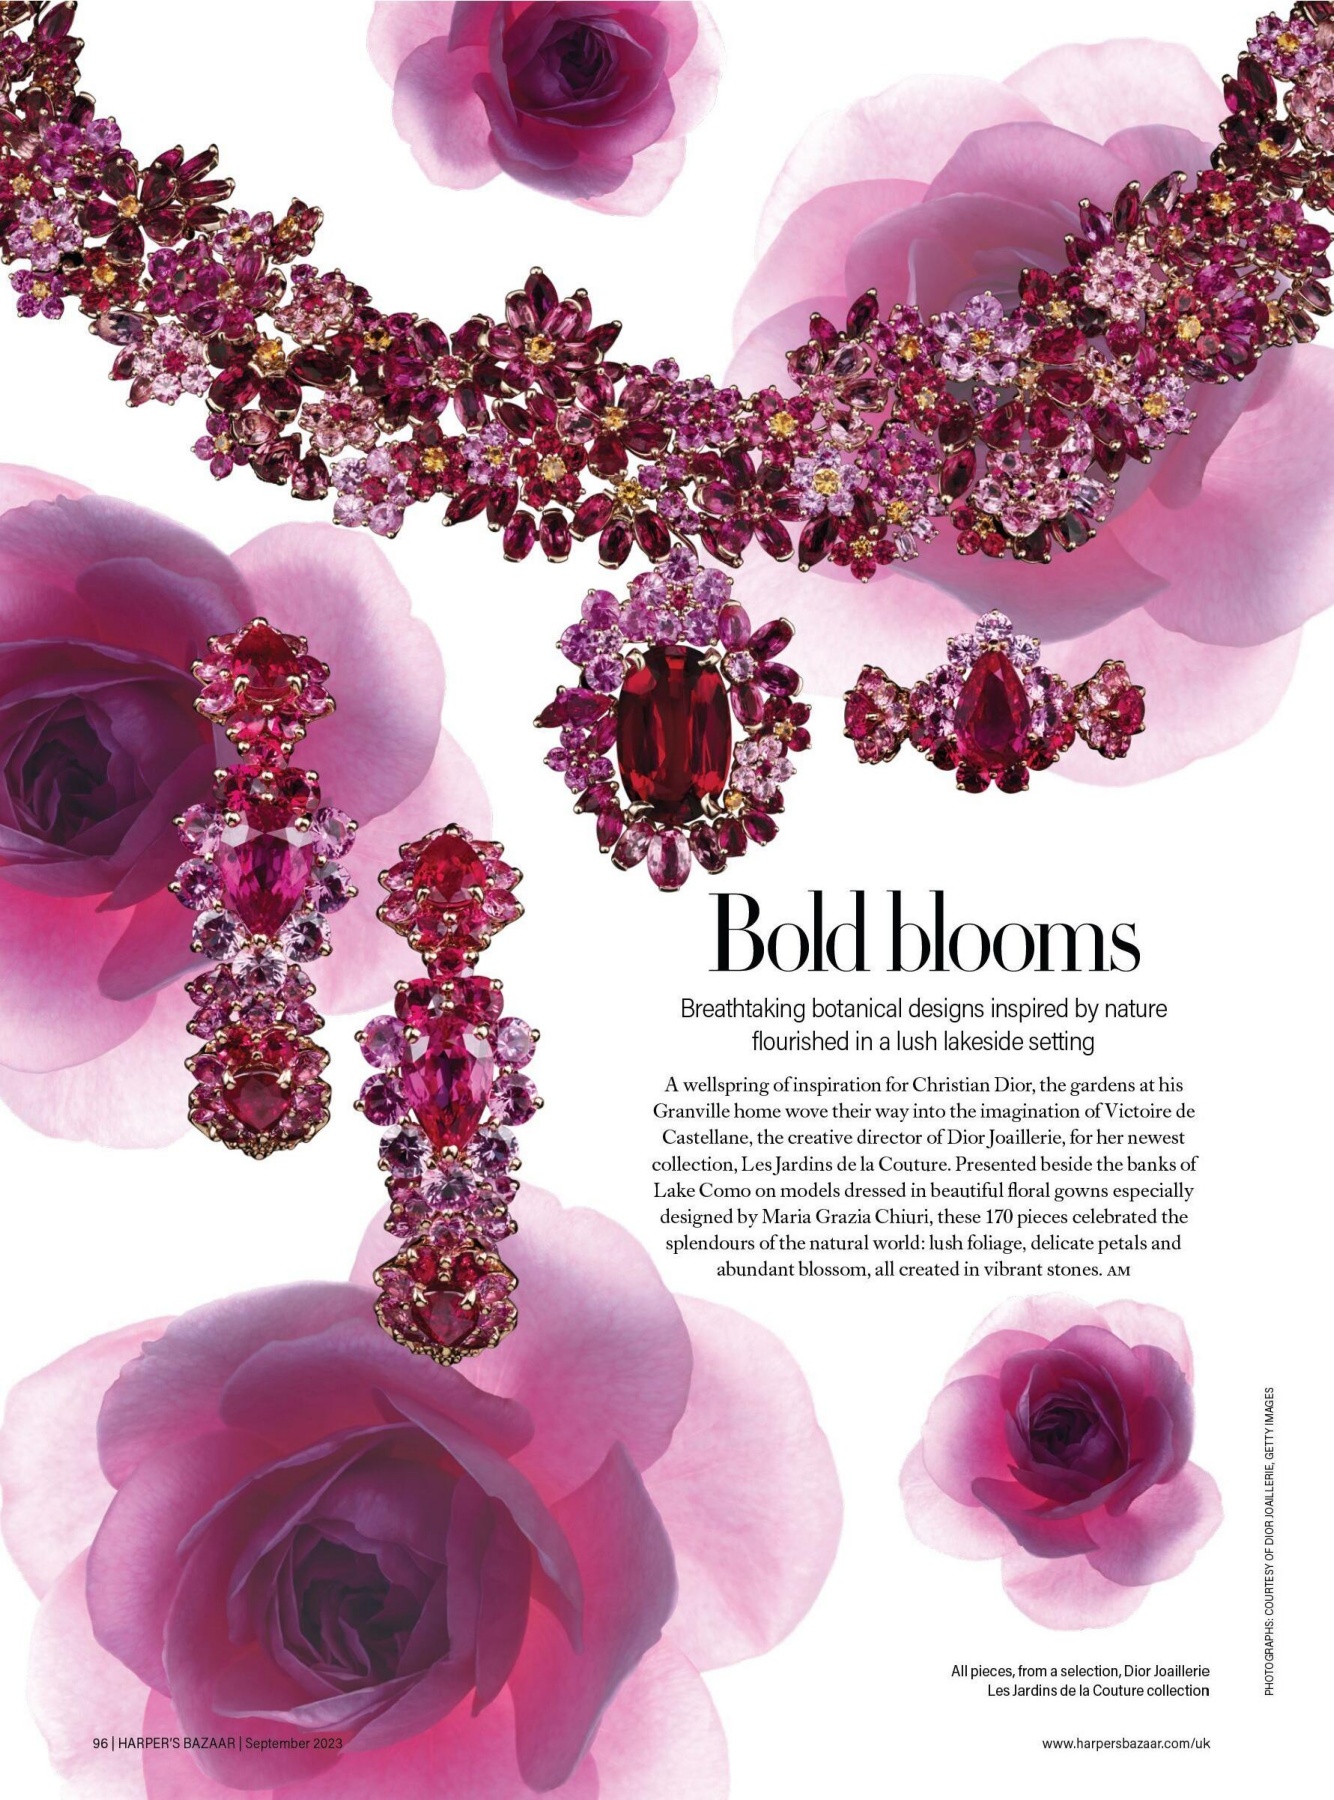 Bold blooms
Breathtaking botanical designs inspired by nature
flourished in a lush lakeside setting
A wellspring of inspiration for Christian Dior, the gardens at his
Granville home wove their way into the imagination of Victoire de
Castellane, the creative director of Dior Joaillerie, for her newest
collection, Les Jardins de la Couture. Presented beside the banks of
Lake Como on models dressed in beautiful floral gowns especially
designed by Maria Grazia Chiuri, these 170 pieces celebrated the
splendours of the natural world: lush foliage, delicate petals and
abundant blossom, all created in vibrant stones. AM
PHOTOGRAPHS: COURTESY OF DIOR JOAILLERIE, GETTY IMAGES
All pieces, from a selection, Dior Joaillerie
Les Jardins de la Couture collection
96 | HARPER'S BAZAAR | September 2023
www.harpersbazaar.com/uk